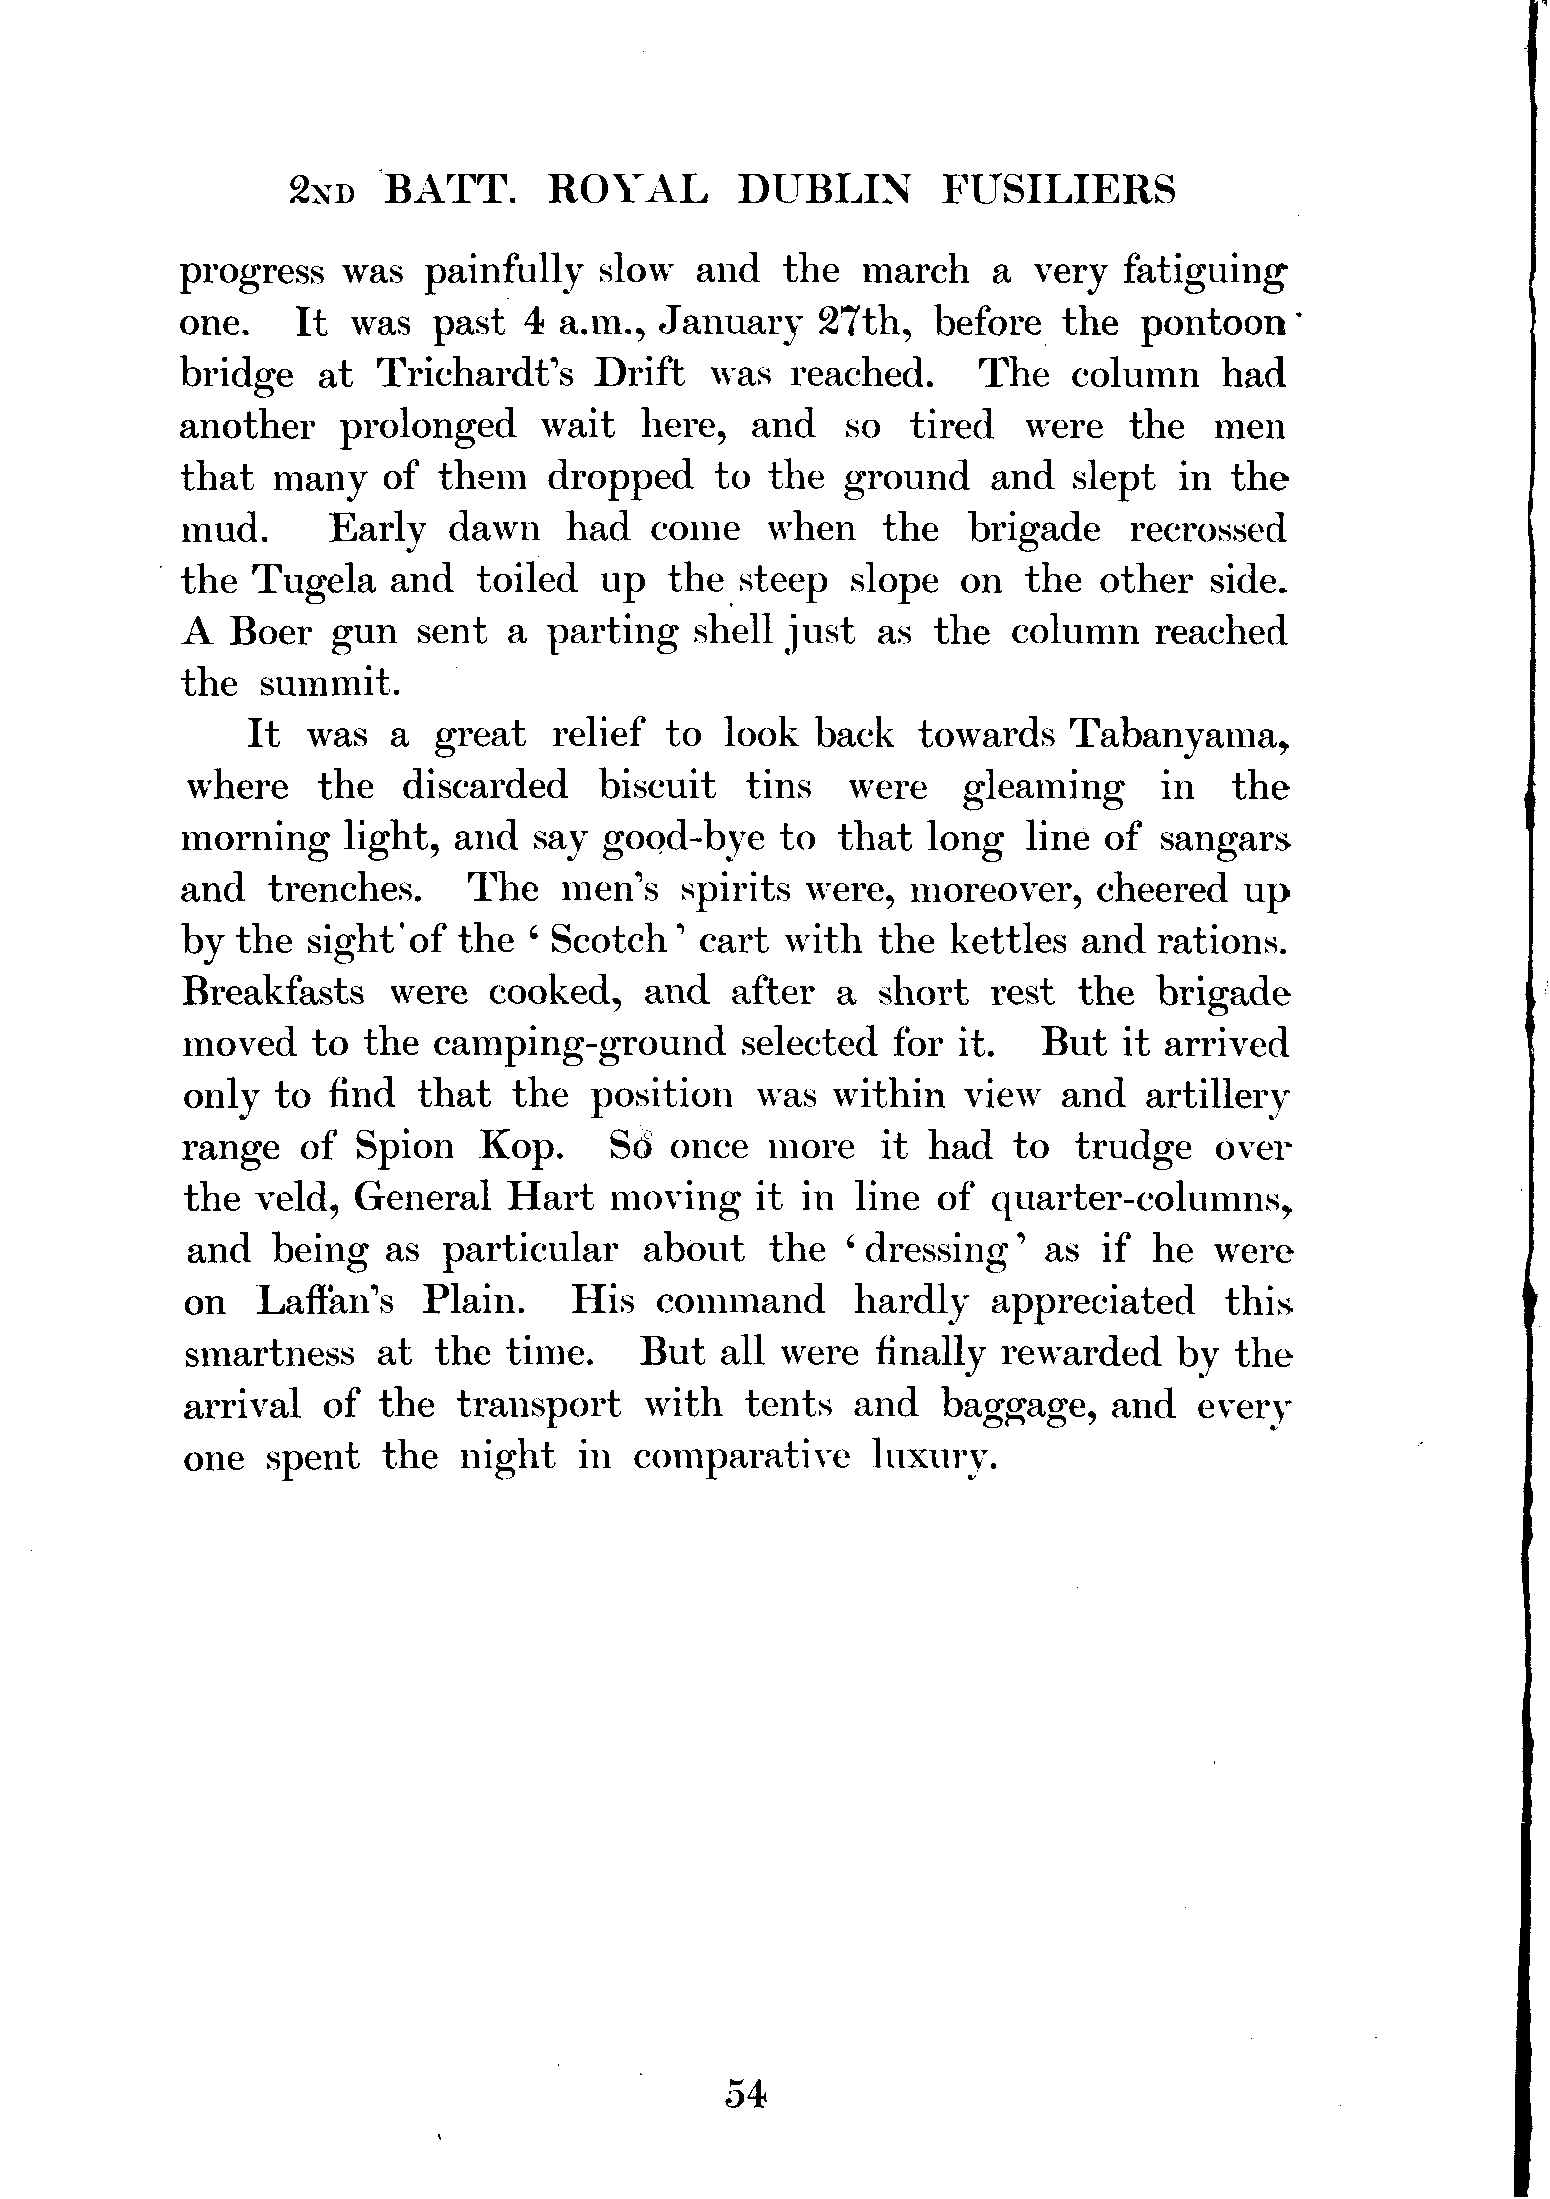 2ND BATT. ROYAL DUBLIN FUSILIERS
progress was painfully slow and the march a very fatiguing
one. It was past 4 a.m., January 27th, before the pontoon
bridge at Trichardt's Drift was reached. The column had
another prolonged wait here, and so tired were the men
that many of them dropped to the ground and slept in the
mud. Early dawn had come when the brigade recrossed
the Tugela and toiled up the steep slope on the other side.
A Boer gun sent a parting shell just as the column reached
the summit.
It was a great relief to look back towards Tabanyama,
where the discarded biscuit tins were gleaming in the
morning light, and say good-bye to that long line of sangars
and trenches. The men's spirits were, moreover, cheered up
by the sight of the ‘ Scotch ’ cart with the kettles and rations.
Breakfasts were cooked, and after a short rest the brigade
moved to the camping-ground selected for it. But it arrived
only to find that the position was within view and artillery
range of Spion Kop. So once more it had to trudge over
the veld, General Hart moving it in line of quarter-columns,
and being as particular about the ‘ dressing ’ as if he were
on Laffan's Plain. His command hardly appreciated this
smartness at the time. But all were finally rewarded by the
arrival of the transport with tents and baggage, and every
one spent the night in comparative luxury.
54